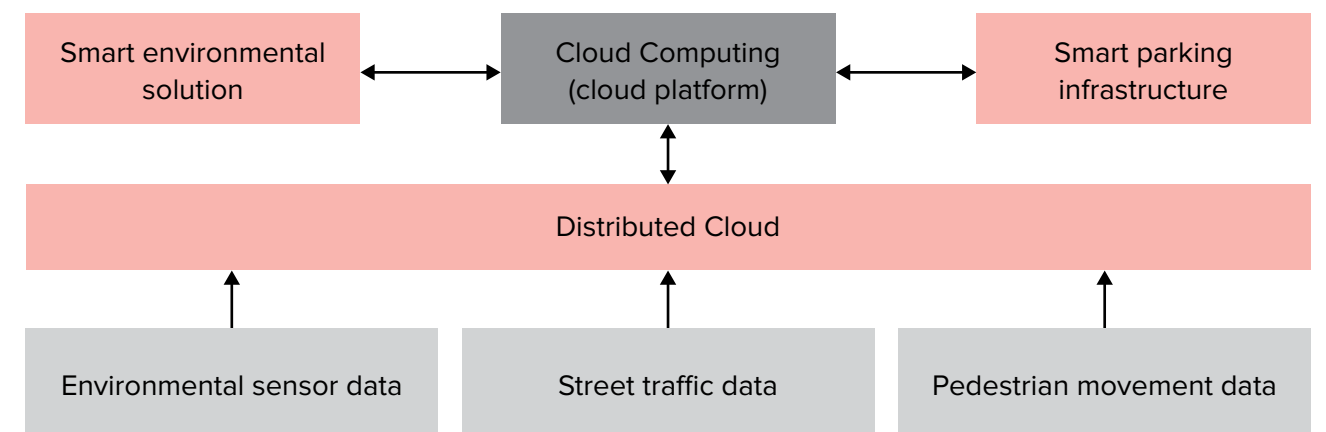 Smart environmental
solution
Cloud Computing
(cloud platform)
Smart parking
infrastructure
Distributed Cloud
Environmental sensor data
Street traffic data
Pedestrian movement data